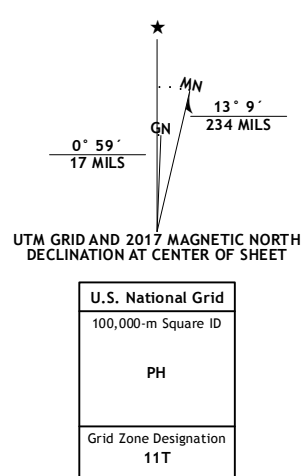 MN
13° 9´
234 MILS
GN
0° 59´
17 MILS
UTM GRID AND 2017 MAGNETIC NORTH
DECLINATION AT CENTER OF SHEET
U.S. National Grid
100,000-m Square ID
PH
Grid Zone Designation
11T